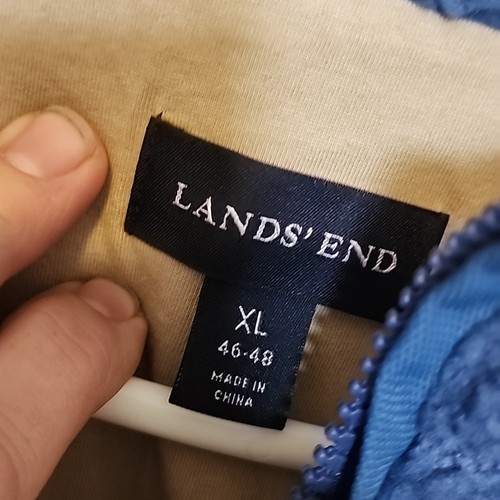 LANDS' END
XL
46-48
MADE IN
CHINA